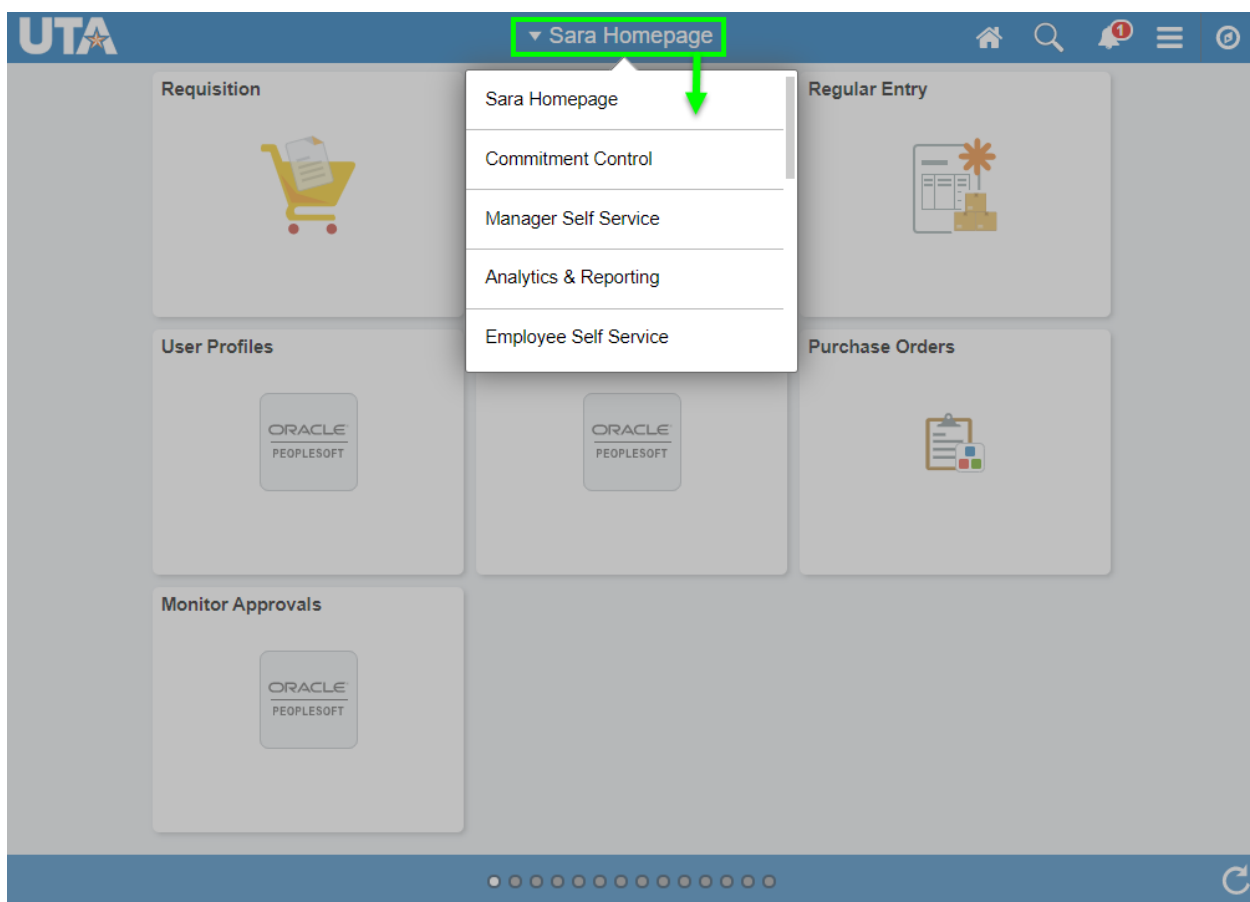 UTA
Sara Homepage
1
Requisition
Sara Homepage
Commitment Control
Manager Self Service
Analytics & Reporting
Employee Self Service
Regular Entry
User Profiles
ORACLE
PEOPLESOFT
ORACLE
PEOPLESOFT
Purchase Orders
Monitor Approvals
ORACLE
PEOPLESOFT